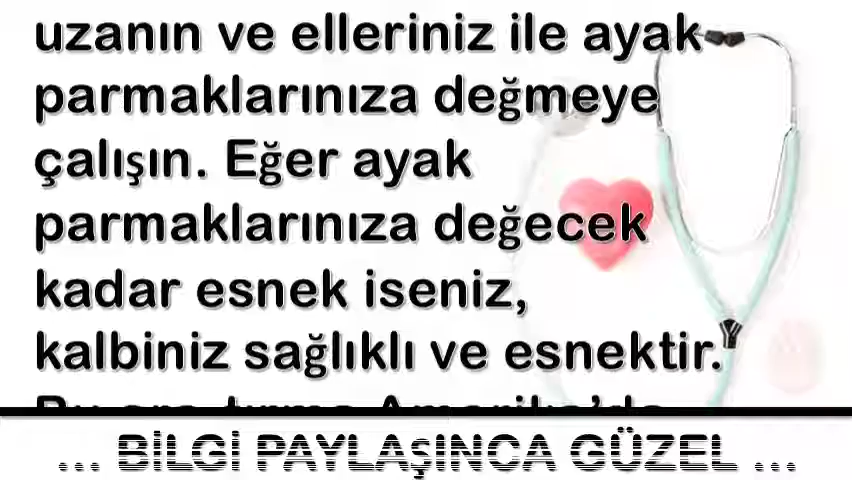 uzanın ve elleriniz ile ayak
parmaklarınıza değmeye
çalışın. Eğer ayak
parmaklarınıza değecek
kadar esnek iseniz,
kalbiniz sağlıklı ve esnektir.
... BİLGİ PAYLAŞINCA GÜZEL ...